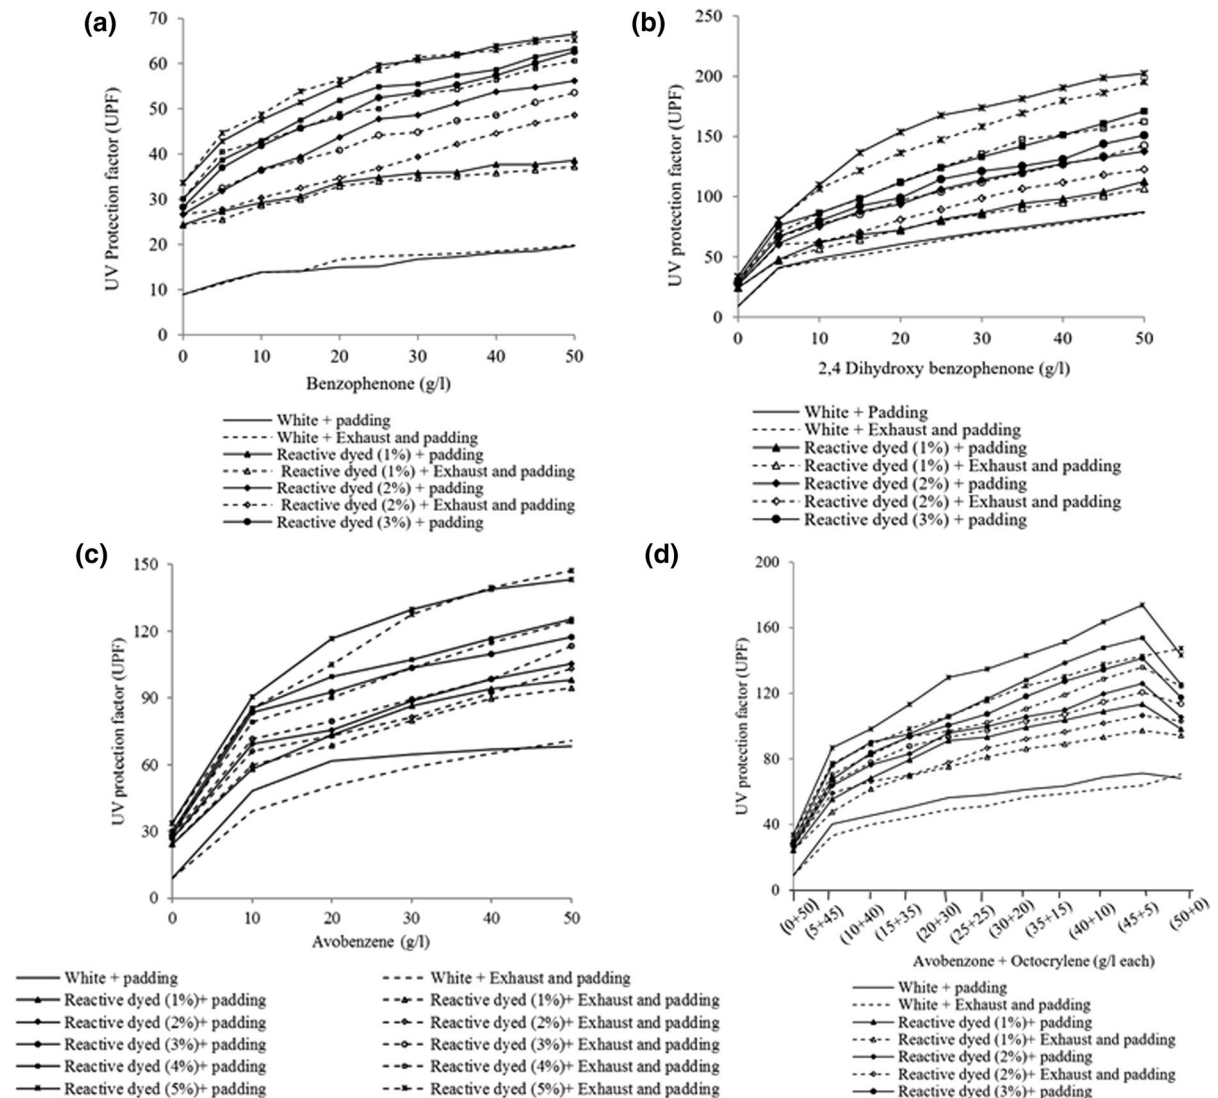 (a)
70
60
50
40
30
20
10
0
UV Protection factor (UPF)
0 10 20 30 40 50
Benzophenone (g/l)
White + padding
White + Exhaust and padding
Reactive dyed (1%) + padding
Reactive dyed (1%) + Exhaust and padding
Reactive dyed (2%) + padding
Reactive dyed (2%) + Exhaust and padding
Reactive dyed (3%) + padding
(b)
250
200
150
100
50
0
UV protection factor (UPF)
0 10 20 30 40 50
2,4 Dihydroxy benzophenone (g/l)
White + Padding
White + Exhaust and padding
Reactive dyed (1%) + padding
Reactive dyed (1%) + Exhaust and padding
Reactive dyed (2%) + padding
Reactive dyed (2%) + Exhaust and padding
Reactive dyed (3%) + padding
(c)
150
120
90
60
30
0
UV protection factor (UPF)
0 10 20 30 40 50
Avobenzene (g/l)
White + padding
Reactive dyed (1%)+ padding
Reactive dyed (2%)+ padding
Reactive dyed (3%)+ padding
Reactive dyed (4%)+ padding
Reactive dyed (5%)+ padding
White + Exhaust and padding
Reactive dyed (1%)+ Exhaust and padding
Reactive dyed (2%)+ Exhaust and padding
Reactive dyed (3%)+ Exhaust and padding
Reactive dyed (4%)+ Exhaust and padding
Reactive dyed (5%)+ Exhaust and padding
(d)
200
160
120
80
40
0
UV protection factor (UPF)
(0+50) (5+45) (10+40) (15+35) (20+30) (25+25) (30+20) (35+15) (40+10) (45+5) (50+0)
Avobenzone + Octocrylene (g/l each)
White + padding
White + Exhaust and padding
Reactive dyed (1%)+ padding
Reactive dyed (1%)+ Exhaust and padding
Reactive dyed (2%)+ padding
Reactive dyed (2%)+ Exhaust and padding
Reactive dyed (3%)+ padding